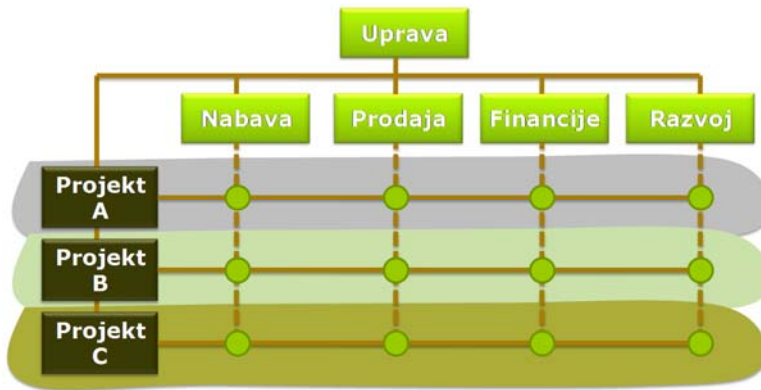 Uprava
Nabava
Prodaja
Financije
Razvoj
Projekt
A
Projekt
B
Projekt
C